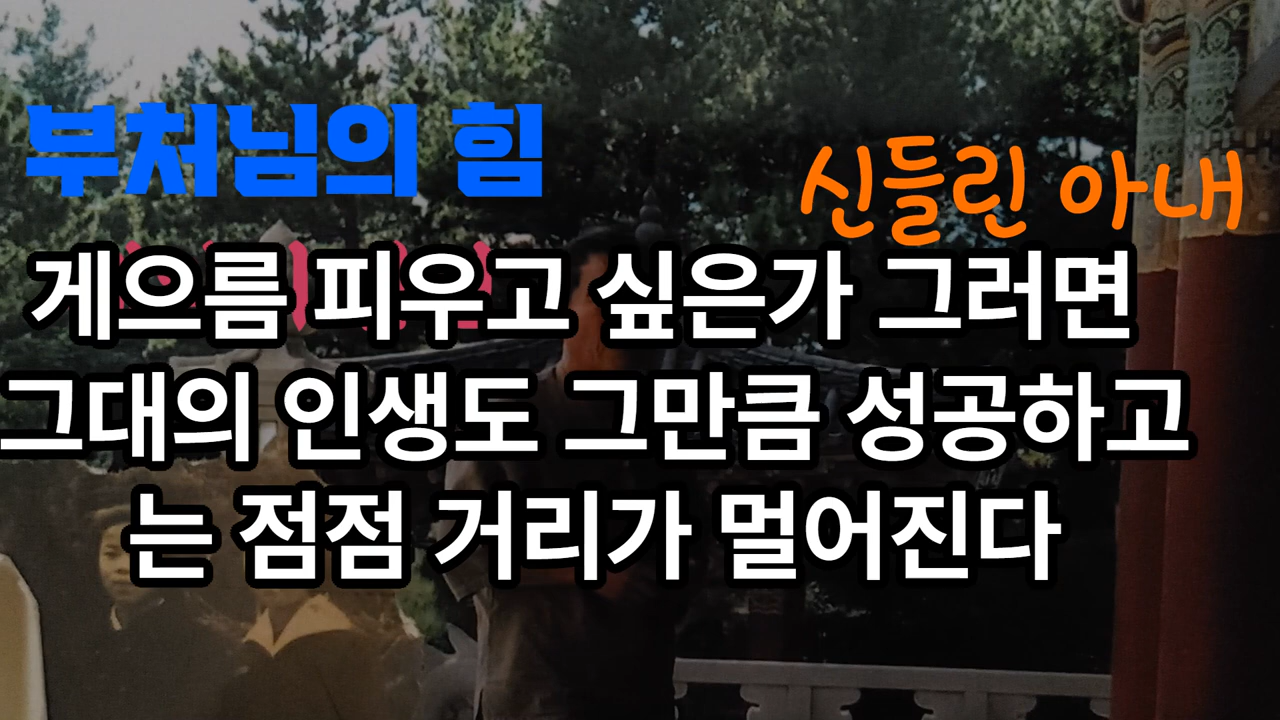 부처님의 힘
신들린 아내
게으름 피우고 싶은가 그러면
그대의 인생도 그만큼 성공하고
는 점점 거리가 멀어진다